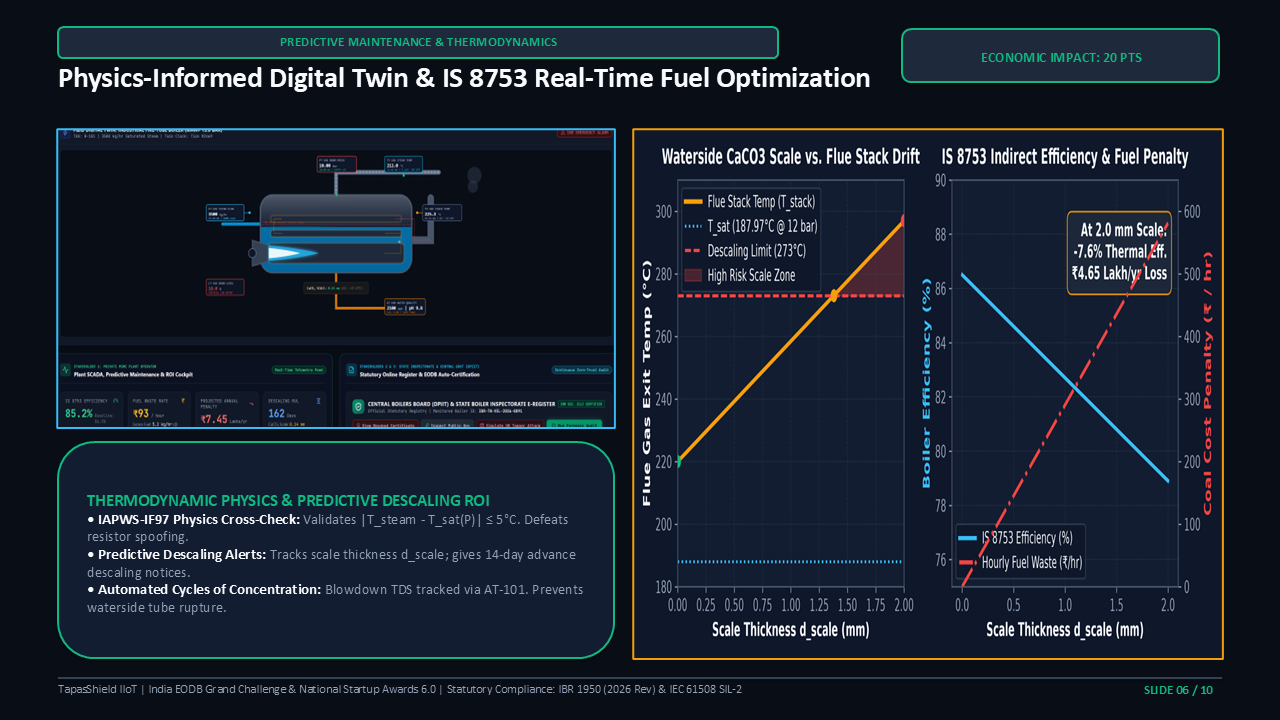 PREDICTIVE MAINTENANCE & THERMODYNAMICS
Physics-Informed Digital Twin & IS 8753 Real-Time Fuel Optimization
ECONOMIC IMPACT: 20 PTS
Plant SCADA, Predictive Maintenance & ROI Cockpit
Statutory Online Register & EODB Auto-Certification
IS 8753 EFFICIENCY
85.2%
FUEL WASTE RATE
₹93 / hour
PROJECTED ANNUAL PENALTY
₹7.45 Lakhs/yr
DESCALING RUL
162 Days
CENTRAL BOILERS BOARD (DPIIT) & STATE BOILER INSPECTORATE E-REGISTER
THERMODYNAMIC PHYSICS & PREDICTIVE DESCALING ROI
• IAPWS-IF97 Physics Cross-Check: Validates |T_steam - T_sat(P)| ≤ 5°C. Defeats
resistor spoofing.
• Predictive Descaling Alerts: Tracks scale thickness d_scale; gives 14-day advance
descaling notices.
• Automated Cycles of Concentration: Blowdown TDS tracked via AT-101. Prevents
waterside tube rupture.
Waterside CaCO3 Scale vs. Flue Stack Drift
Flue Stack Temp (T_stack)
T_sat (187.97°C @ 12 bar)
Descaling Limit (273°C)
High Risk Scale Zone
Flue Gas Exit Temp (°C)
300
280
260
240
220
200
180
0.00 0.25 0.50 0.75 1.00 1.25 1.50 1.75 2.00
Scale Thickness d_scale (mm)
IS 8753 Indirect Efficiency & Fuel Penalty
At 2.0 mm Scale:
-7.6% Thermal Eff.
₹4.65 Lakh/yr Loss
Boiler Efficiency (%)
90
88
86
84
82
80
78
76
IS 8753 Efficiency (%)
Hourly Fuel Waste (₹/hr)
600
500
400
300
200
100
0
Coal Cost Penalty (₹ / hr)
0.0 0.5 1.0 1.5 2.0
Scale Thickness d_scale (mm)
TapasShield IIoT | India EODB Grand Challenge & National Startup Awards 6.0 | Statutory Compliance: IBR 1950 (2026 Rev) & IEC 61508 SIL-2
SLIDE 06 / 10